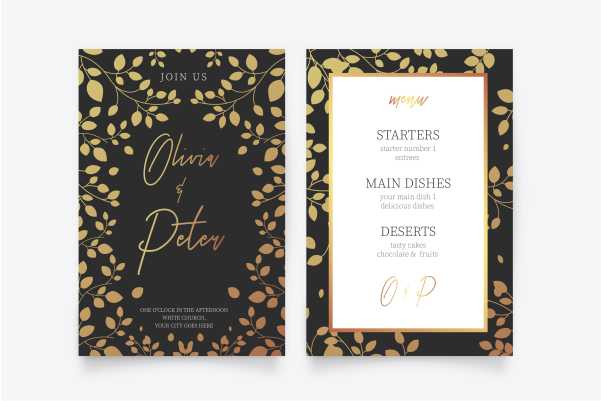 JOIN US
Olivia
&
Peter
ONE O'CLOCK IN THE AFTERNOON
WHITE CHURCH,
YOUR CITY GOES HERE
menu
STARTERS
starter number 1
entrees
MAIN DISHES
your main dish 1
delicious dishes
DESERTS
tasty cakes
chocolate & fruits
O & P